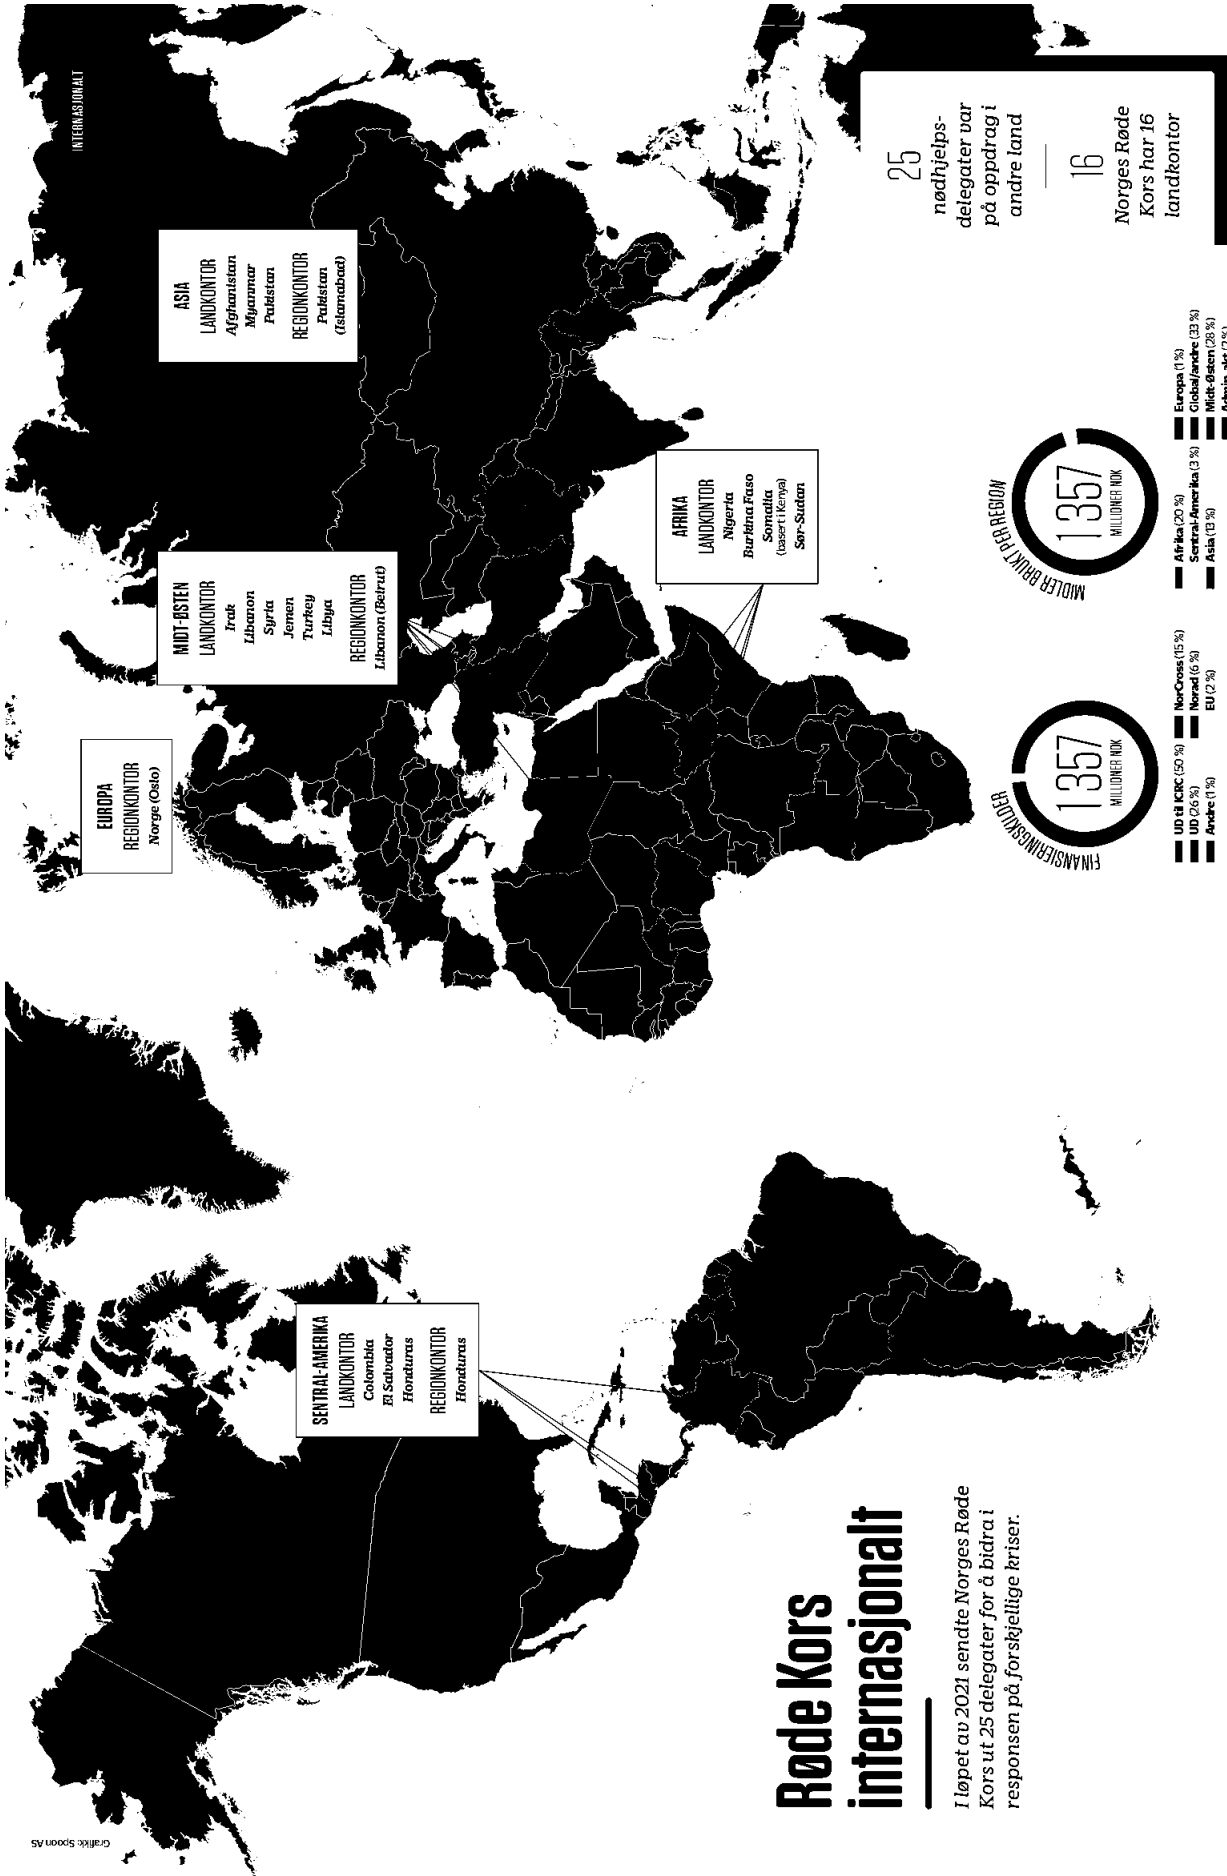 INTERNASJONALT
Grafikk: Spoon AS
Røde Kors
internasjonalt
I løpet av 2021 sendte Norges Røde
Kors ut 25 delegater for å bidra i
responsen på forskjellige kriser.
SENTRAL-AMERIKA
LANDKONTOR
Colombia
El Salvador
Honduras
REGIONKONTOR
Honduras
EUROPA
REGIONKONTOR
Norge (Oslo)
MIDT-ØSTEN
LANDKONTOR
Irak
Libanon
Syria
Jemen
Turkey
Libya
REGIONKONTOR
Libanon (Beirut)
ASIA
LANDKONTOR
Afghanistan
Myanmar
Pakistan
REGIONKONTOR
Pakistan
(Islamabad)
AFRIKA
LANDKONTOR
Nigeria
Burkina Faso
Somalia
(basert i Kenya)
Sør-Sudan
FINANSIERINGSKILDER
1357
MILLIONER NOK
UD til ICRC (50 %)
UD (26 %)
Andre (1 %)
NorCross (15 %)
Norad (6 %)
EU (2 %)
MIDLER BRUKT PER REGION
1357
MILLIONER NOK
Afrika (20 %)
Sentral-Amerika (3 %)
Asia (13 %)
Europa (1 %)
Global/andre (33 %)
Midt-Østen (28 %)
25
nødhjelps-
delegater var
på oppdrag i
andre land
16
Norges Røde
Kors har 16
landkontor